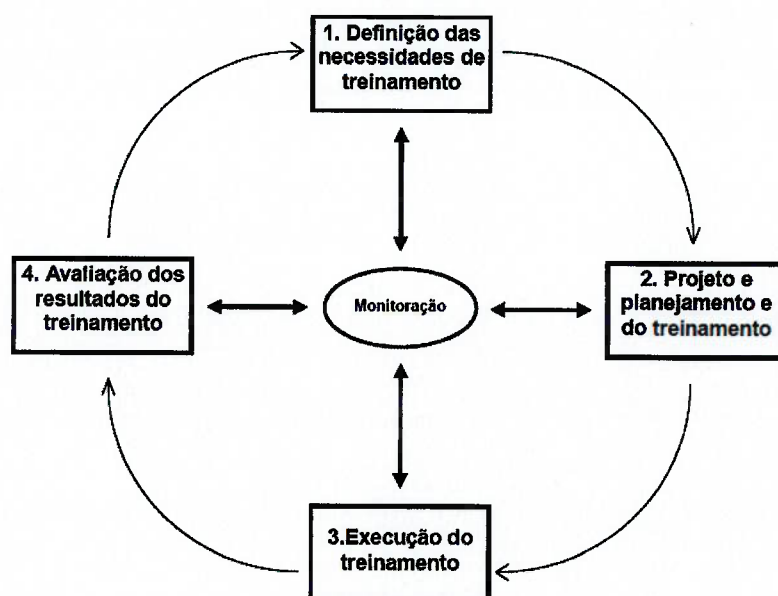 1. Definição das
necessidades de
treinamento
4. Avaliação dos
resultados do
treinamento
Monitoração
2. Projeto e
planejamento e
do treinamento
3.Execução do
treinamento